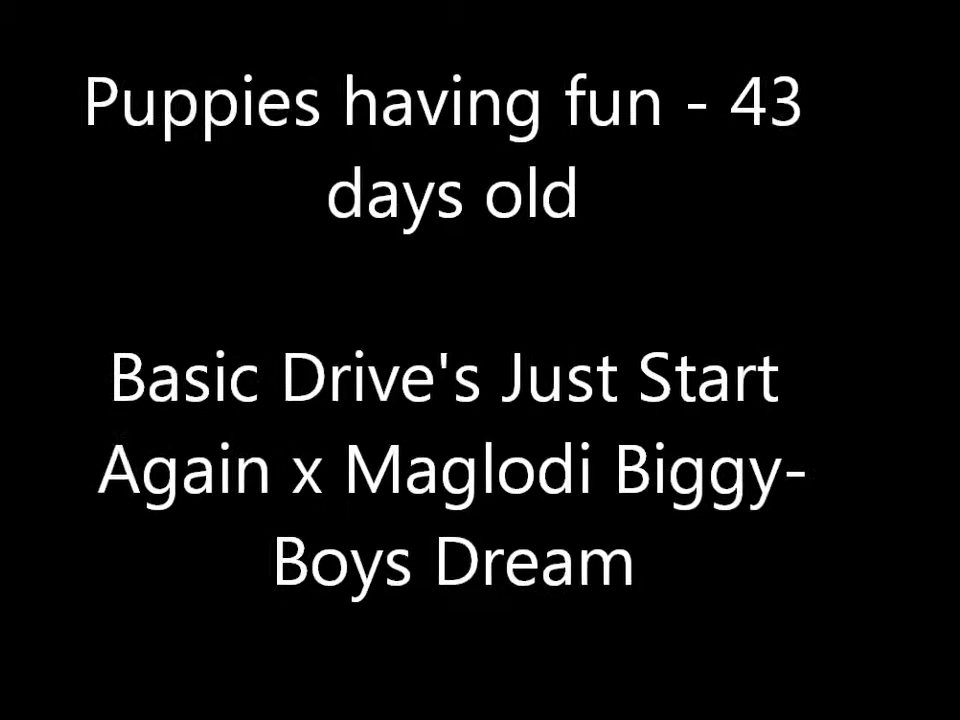 Puppies having fun - 43
days old
Basic Drive's Just Start
Again x Maglodi Biggy-
Boys Dream